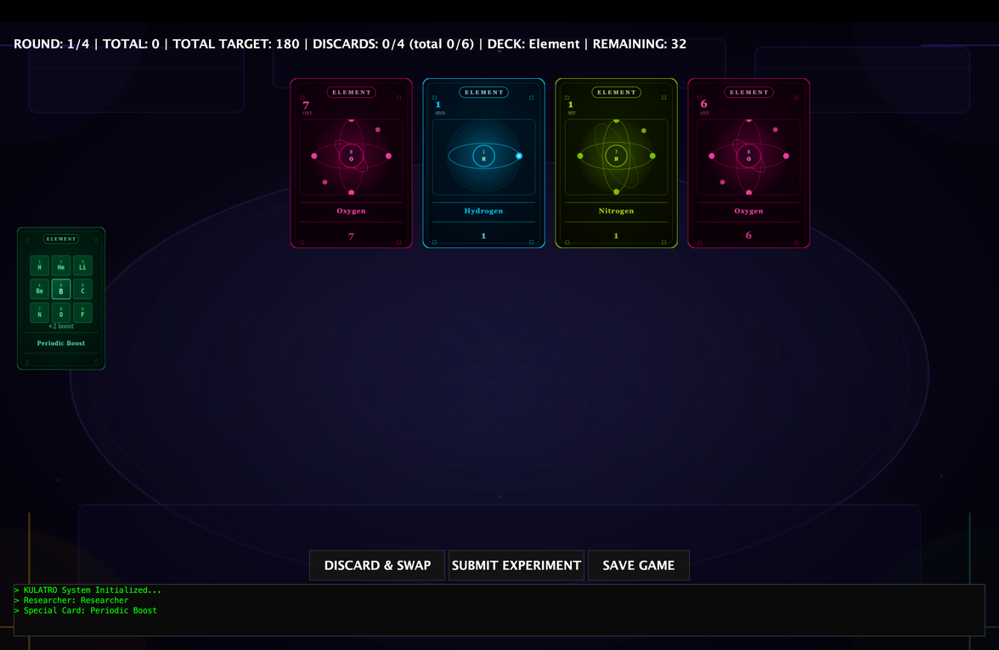 ROUND: 1/4 | TOTAL: 0 | TOTAL TARGET: 180 | DISCARDS: 0/4 (total 0/6) | DECK: Element | REMAINING: 32
ELEMENT
7
OXY
8
O
Oxygen
7
ELEMENT
1
HYD
1
H
Hydrogen
1
ELEMENT
1
NIT
7
N
Nitrogen
1
ELEMENT
6
OXY
8
O
Oxygen
6
ELEMENT
1 2 3
H He Li
4 5 6
Be B C
7 8 9
N O F
+2 boost
Periodic Boost
DISCARD & SWAP
SUBMIT EXPERIMENT
SAVE GAME
> KULATRO System Initialized...
> Researcher: Researcher
> Special Card: Periodic Boost